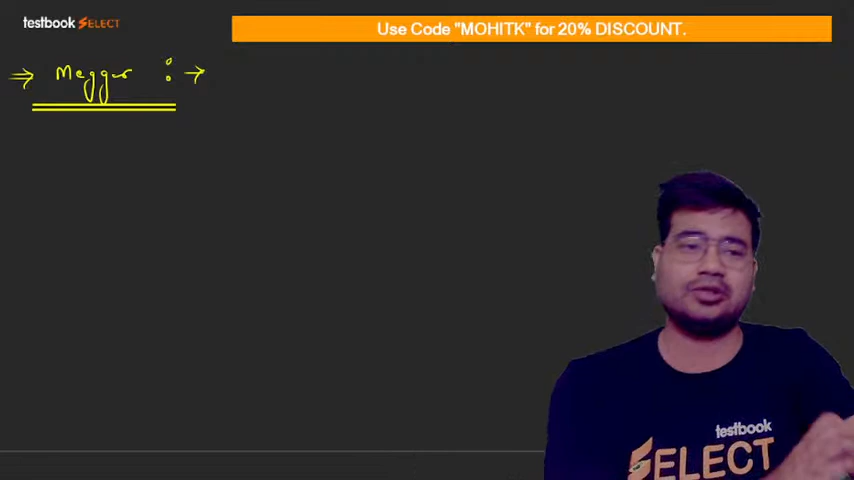 testbook SELECT
Use Code "MOHITK" for 20% DISCOUNT.
⇒ Megger : →
testbook
SELECT